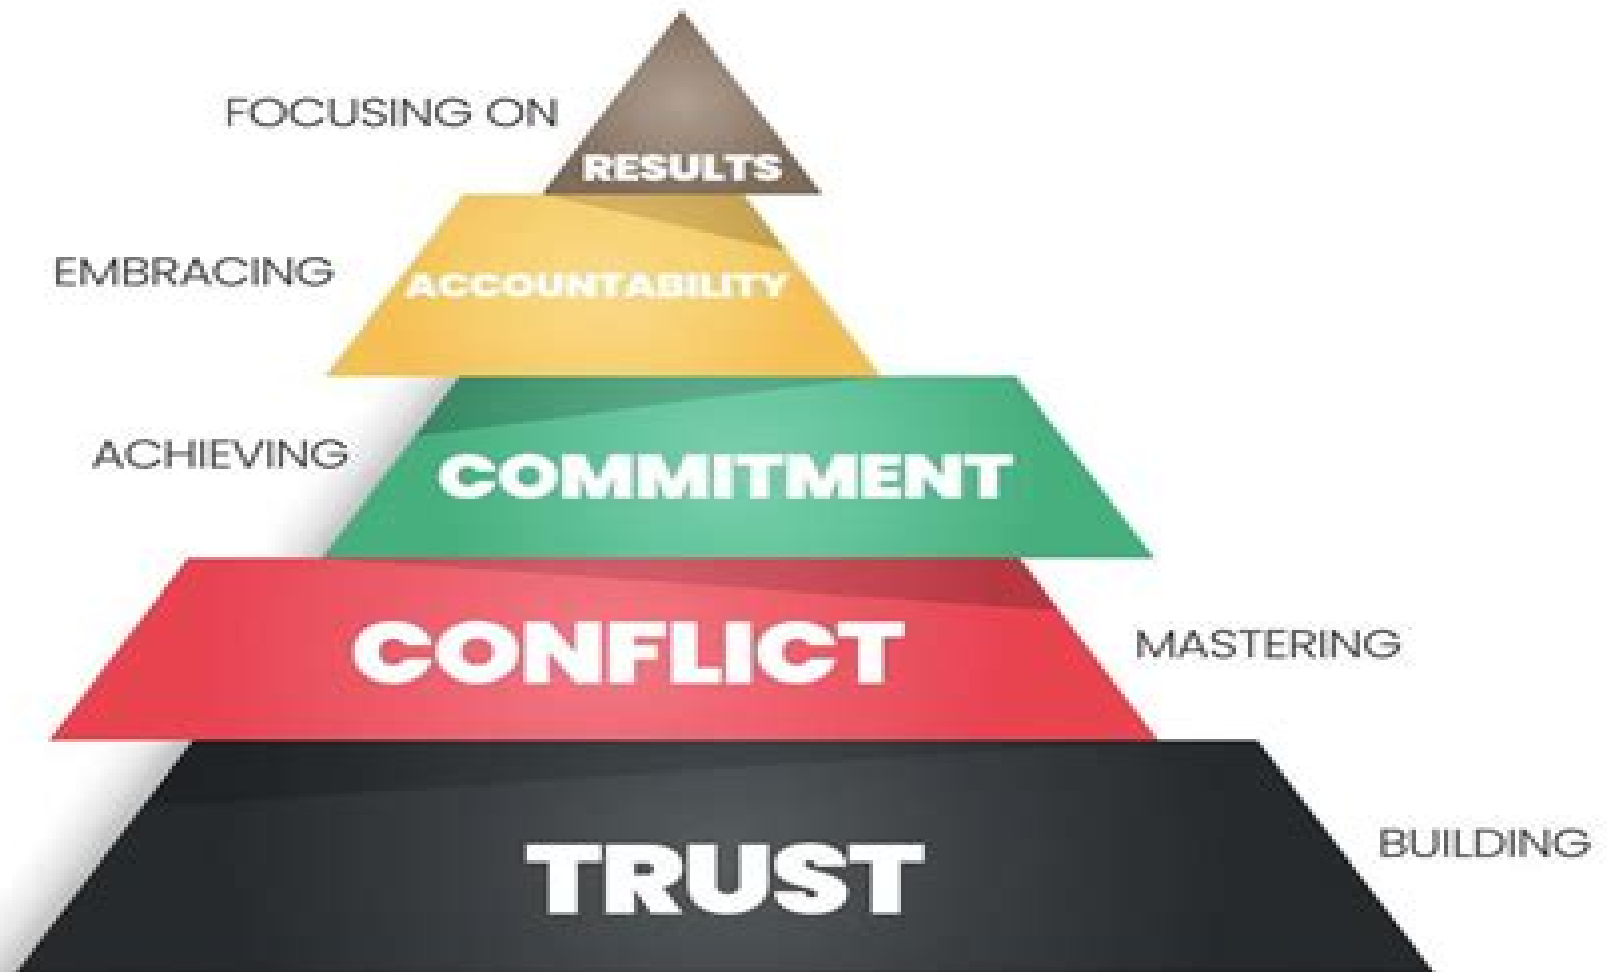 FOCUSING ON
RESULTS
EMBRACING
ACCOUNTABILITY
ACHIEVING
COMMITMENT
CONFLICT
MASTERING
TRUST
BUILDING